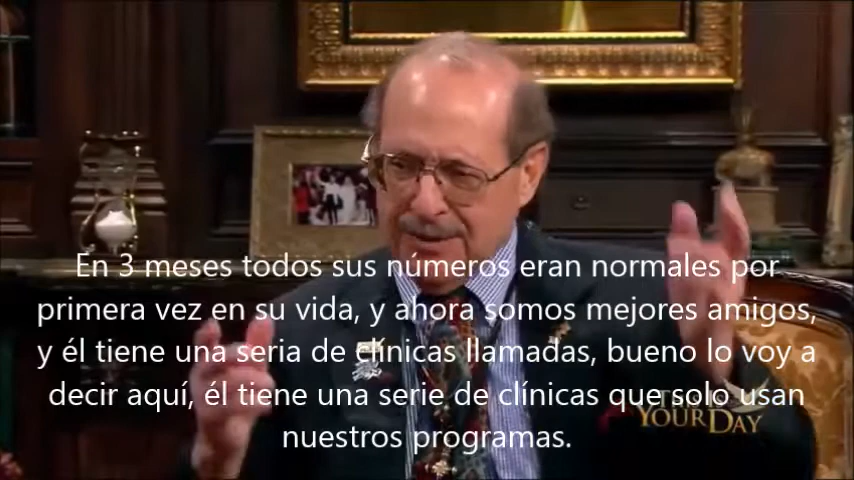 En 3 meses todos sus números eran normales por
primera vez en su vida, y ahora somos mejores amigos,
y él tiene una seria de clínicas llamadas, bueno lo voy a
decir aquí, él tiene una serie de clínicas que solo usan
nuestros programas.
YOUR DAY